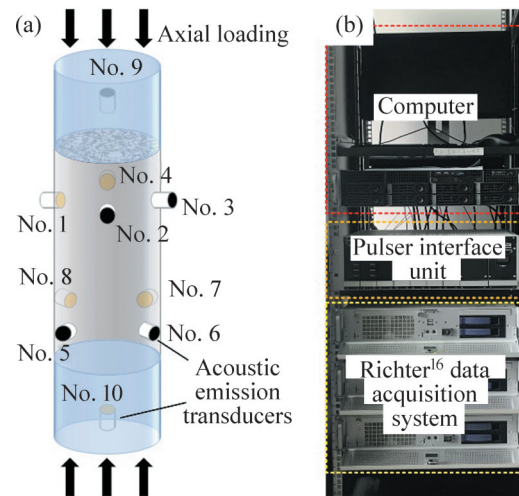 (a)
Axial loading
No. 9
No. 4
No. 3
No. 1
No. 2
No. 8
No. 7
No. 6
No. 5
Acoustic
emission
transducers
No. 10
(b)
Computer
Pulser interface
unit
Richter¹⁶ data
acquisition
system